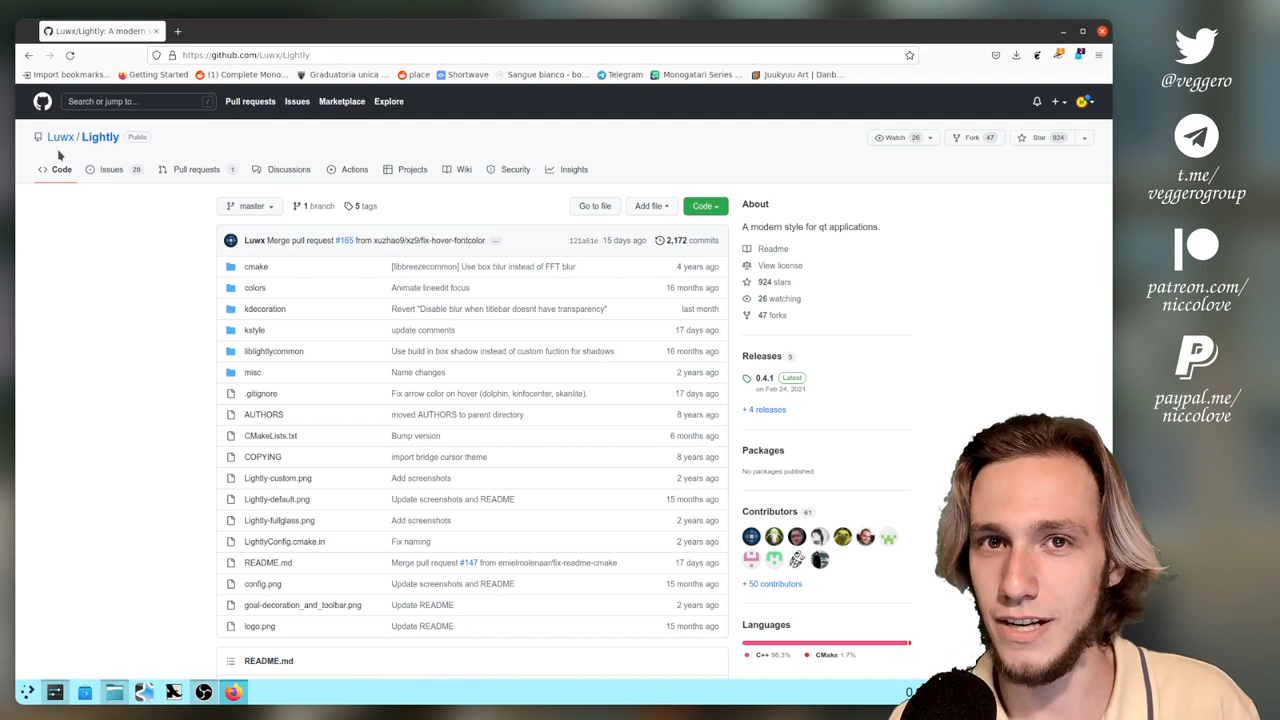 Luwx/Lightly: A modern s
https://github.com/Luwx/Lightly
Import bookmarks...
Getting Started
(1) Complete Mono...
Graduatoria unica ...
place
Shortwave
Sangue bianco - bo...
Telegram
Monogatari Series ...
Juukyuu Art | Danb...
Search or jump to...
/
Pull requests
Issues
Marketplace
Explore
Luwx / Lightly
Public
Watch 26
Fork 47
Star 924
Code
Issues 28
Pull requests 1
Discussions
Actions
Projects
Wiki
Security
Insights
master
1 branch
5 tags
Go to file
Add file
Code
Luwx Merge pull request #165 from xuzhao9/xz9/fix-hover-fontcolor ... 121a61e 15 days ago 2,172 commits
cmake [libbreezecommon] Use box blur instead of FFT blur 4 years ago
colors Animate lineedit focus 16 months ago
kdecoration Revert "Disable blur when titlebar doesnt have transparency" last month
kstyle update comments 17 days ago
liblightlycommon Use build in box shadow instead of custom fuction for shadows 16 months ago
misc Name changes 2 years ago
.gitignore Fix arrow color on hover (dolphin, kinfocenter, skanlite). 17 days ago
AUTHORS moved AUTHORS to parent directory 8 years ago
CMakeLists.txt Bump version 6 months ago
COPYING import bridge cursor theme 8 years ago
Lightly-custom.png Add screenshots 2 years ago
Lightly-default.png Update screenshots and README 15 months ago
Lightly-fullglass.png Add screenshots 2 years ago
LightlyConfig.cmake.in Fix naming 2 years ago
README.md Merge pull request #147 from emielmolenaar/fix-readme-cmake 17 days ago
config.png Update screenshots and README 15 months ago
goal-decoration_and_toolbar.png Update README 2 years ago
logo.png Update README 15 months ago
README.md
About
A modern style for qt applications.
Readme
View license
924 stars
26 watching
47 forks
Releases 5
0.4.1 Latest
on Feb 24, 2021
+ 4 releases
Packages
No packages published
Contributors 61
+ 50 contributors
Languages
C++ 98.3%
CMake 1.7%
@veggero
t.me/
veggerogroup
patreon.com/
niccolove
paypal.me/
niccolove